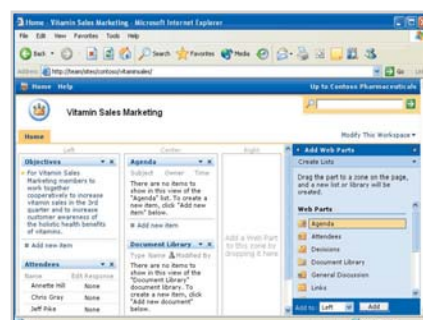 Home - Vitamin Sales Marketing - Microsoft Internet Explorer
File Edit View Favorites Tools Help
Back Search Favorites Media
Address http://team/sites/contoso/vitaminsales/ Go
Home Help Up to Contoso Pharmaceuticals
Vitamin Sales Marketing
Home
Modify This Workspace
Left
Center
Right
Objectives
For Vitamin Sales
Marketing members to
work together
cooperatively to increase
vitamin sales in the 3rd
quarter and to increase
customer awareness of
the holistic health benefits
of vitamins.
Add new item
Attendees
Name Edit Response
Annette Hill None
Chris Gray None
Jeff Pike None
Agenda
Subject Owner Time
There are no items to
show in this view of the
"Agenda" list. To create a
new item, click "Add new
item" below.
Add new item
Document Library
Type Name Modified By
There are no items to
show in this view of the
"Document Library"
document library. To
create a new item, click
"Add new document"
below.
Add a Web Part
to this zone by
dropping it here
Add Web Parts
Create Lists
Drag the part to a zone on the page,
and a new list or library will be
created.
Web Parts
Agenda
Attendees
Decisions
Document Library
General Discussion
Links
Add to: Left Add